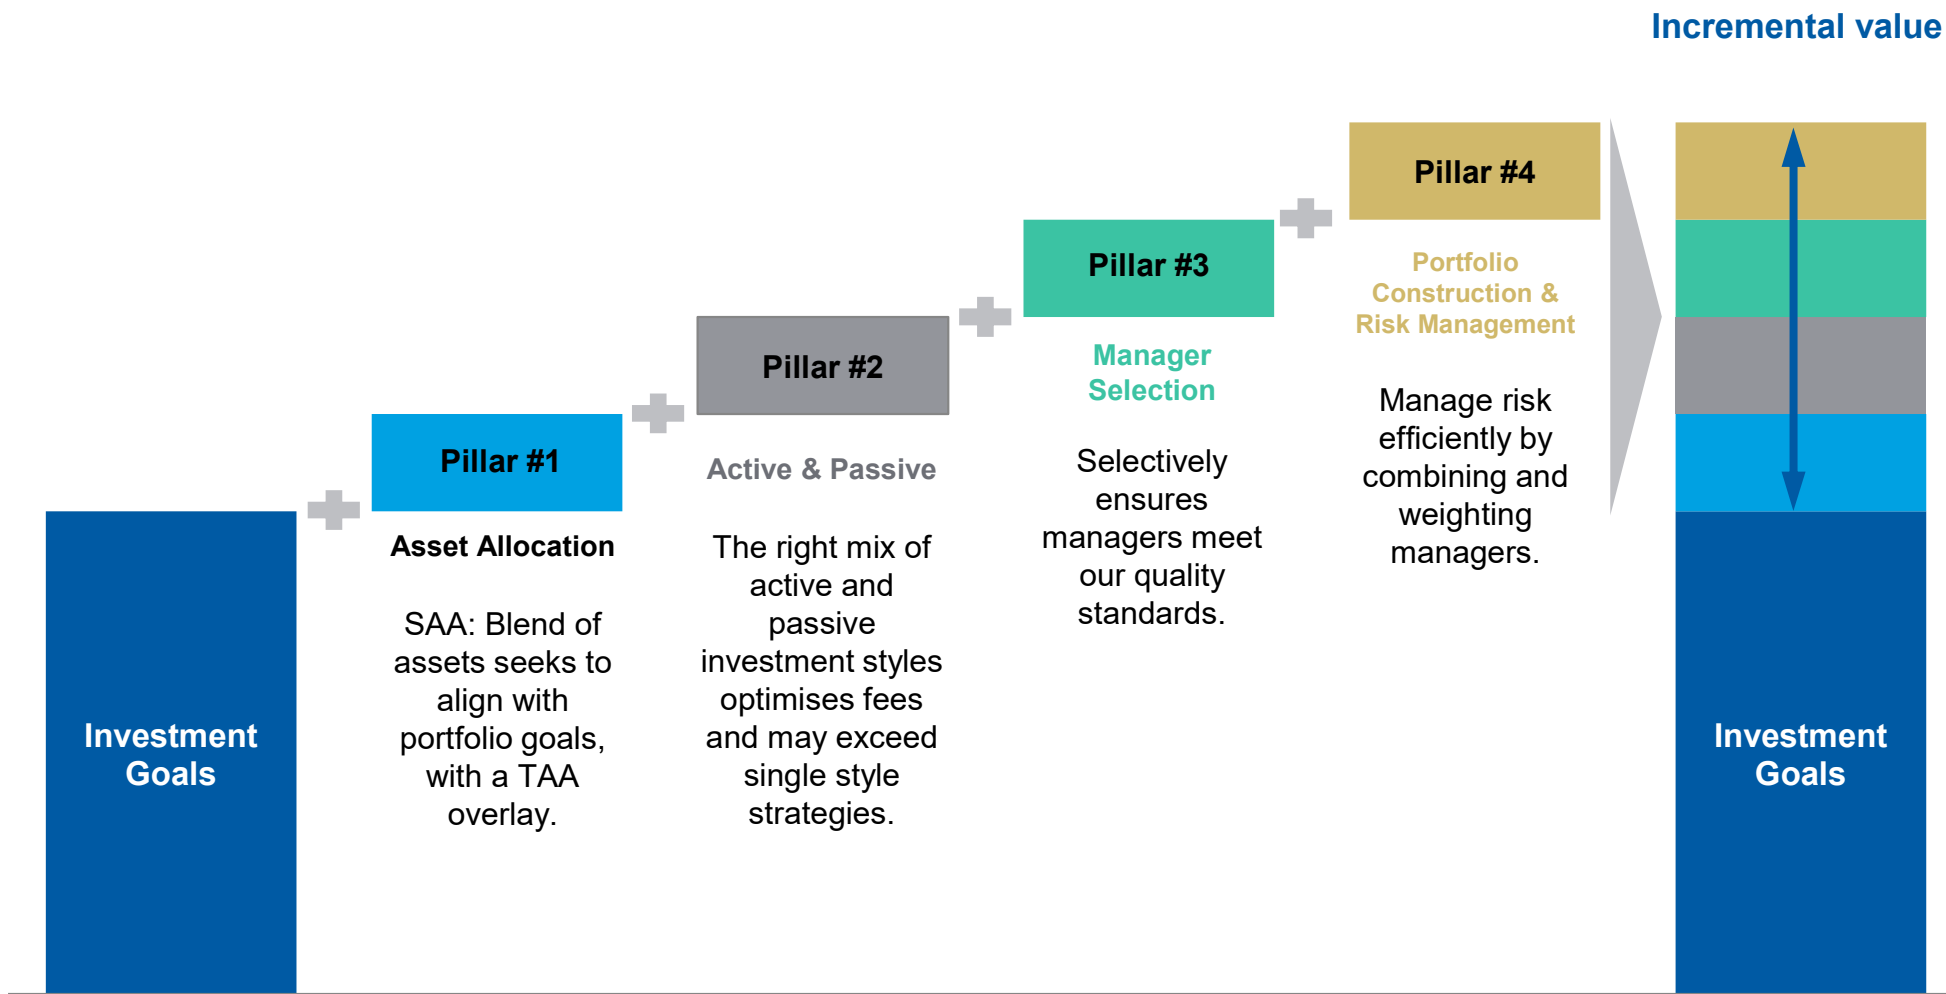 Incremental value
Investment
Goals
Pillar #1
Asset Allocation
SAA: Blend of
assets seeks to
align with
portfolio goals,
with a TAA
overlay.
Pillar #2
Active & Passive
The right mix of
active and
passive
investment styles
optimises fees
and may exceed
single style
strategies.
Pillar #3
Manager
Selection
Selectively
ensures
managers meet
our quality
standards.
Pillar #4
Portfolio
Construction &
Risk Management
Manage risk
efficiently by
combining and
weighting
managers.
Investment
Goals